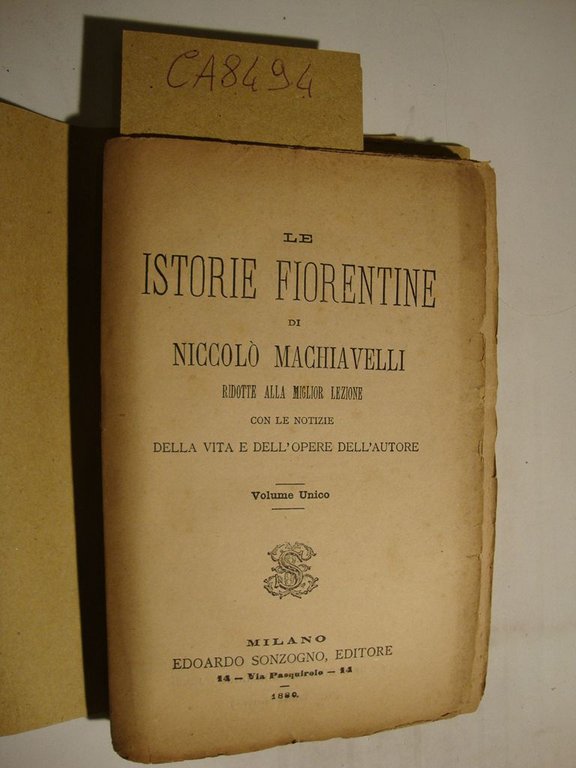 CA8494
LE
ISTORIE FIORENTINE
DI
NICCOLÒ MACHIAVELLI
RIDOTTE ALLA MIGLIOR LEZIONE
CON LE NOTIZIE
DELLA VITA E DELL'OPERE DELL'AUTORE
Volume Unico
MILANO
EDOARDO SONZOGNO, EDITORE
14 — Via Pasquirolo — 14
1880.